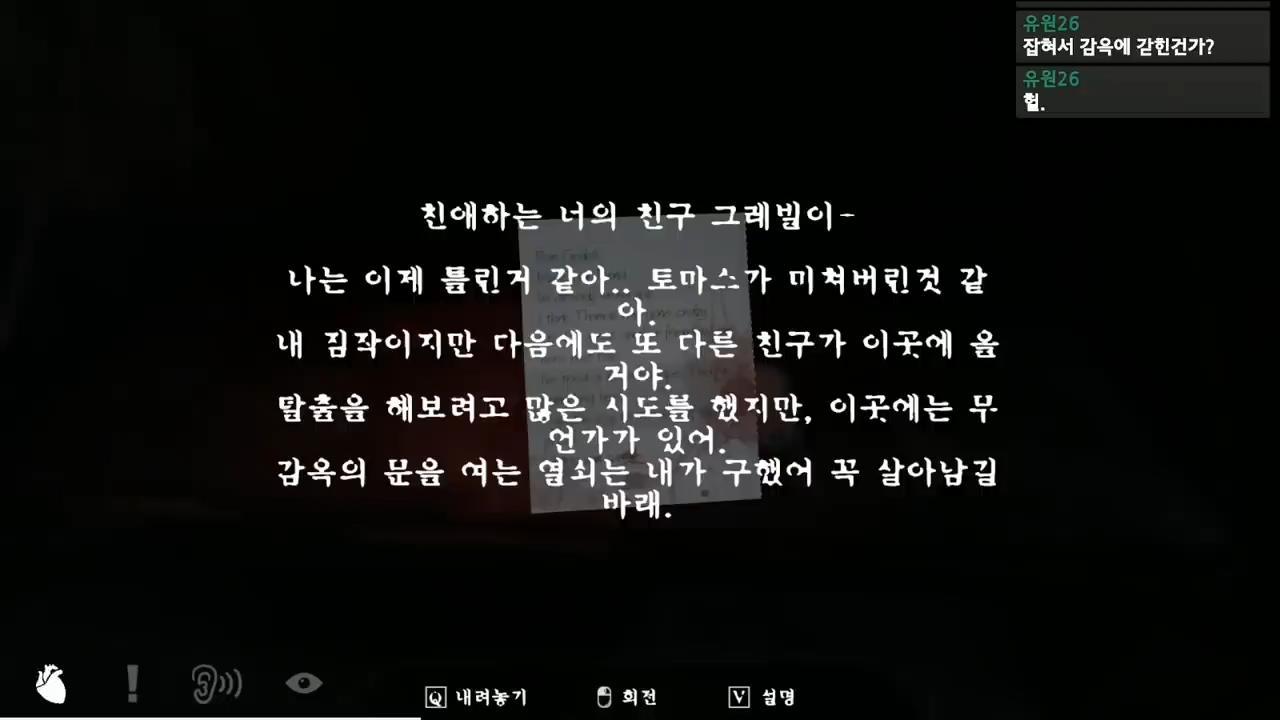 유원26
잡혀서 감옥에 갇힌건가?
유원26
헐.
친애하는 너의 친구 그레빌이-
나는 이제 틀린거 같아.. 토마스가 미쳐버린것 같
아.
내 짐작이지만 다음에도 또 다른 친구가 이곳에 올
거야.
탈출을 해보려고 많은 시도를 했지만, 이곳에는 무
언가가 있어.
감옥의 문을 여는 열쇠는 내가 구했어 꼭 살아남길
바래.
Q 내려놓기
회전
V 설명